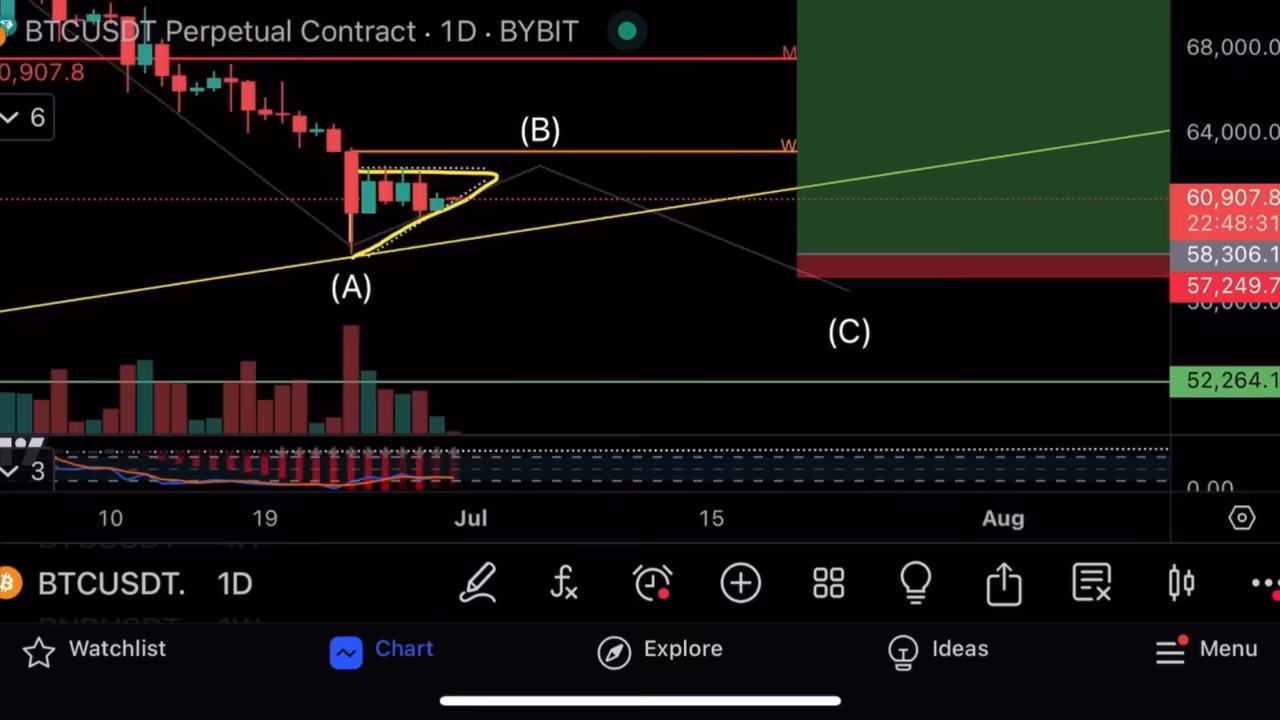 BTCUSDT Perpetual Contract · 1D · BYBIT
68,000.0
M
0,907.8
6
(B)
64,000.0
W
60,907.8
22:48:31
58,306.1
(A)
57,249.7
(C)
52,264.1
3
0.00
10 19 Jul 15 Aug
BTCUSDT. 1D
Watchlist Chart Explore Ideas Menu